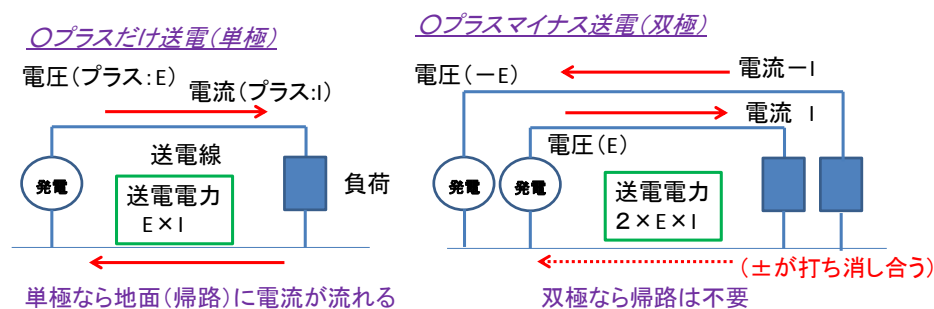 〇プラスだけ送電(単極)
電圧(プラス:E)
電流(プラス:I)
送電線
発電
送電電力
E×I
負荷
単極なら地面(帰路)に電流が流れる
〇プラスマイナス送電(双極)
電圧(－E)
電流－I
電流 I
電圧(E)
発電
発電
送電電力
2×E×I
(±が打ち消し合う)
双極なら帰路は不要